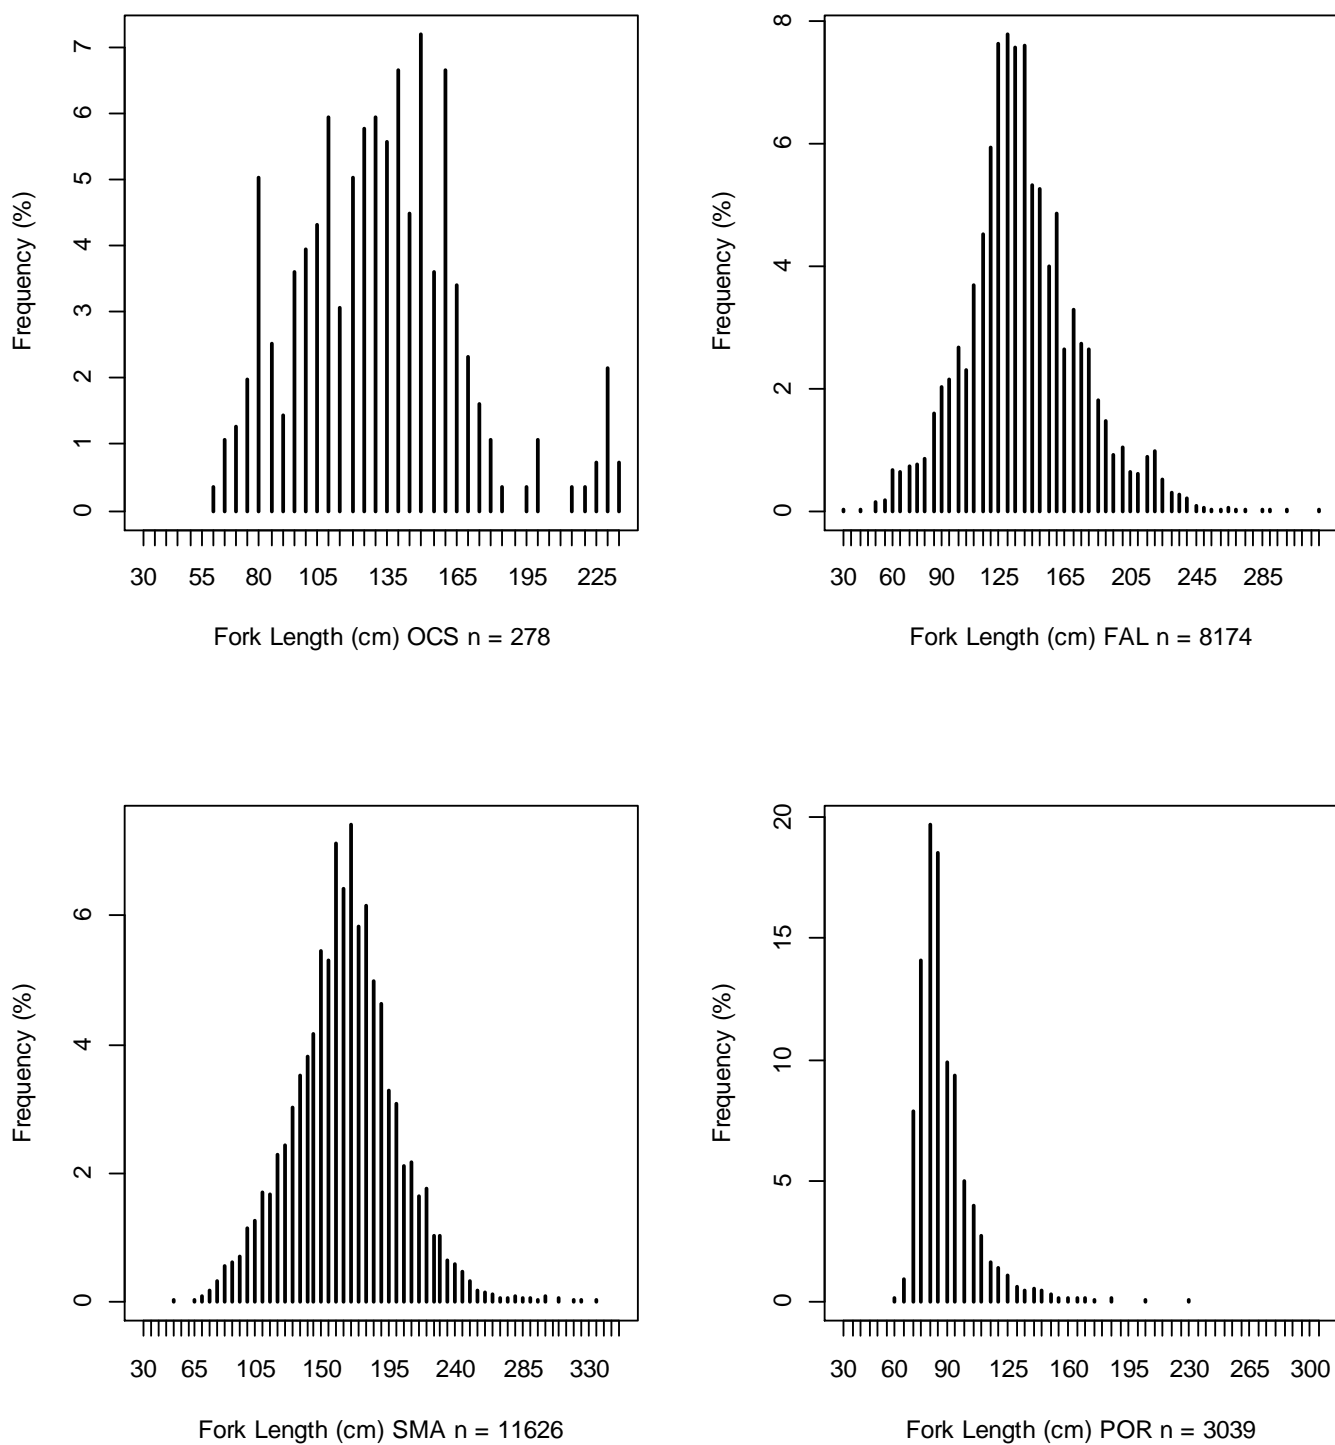 Frequency (%)
7
6
5
4
3
2
1
0
30 55 80 105 135 165 195 225
Fork Length (cm) OCS n = 278
Frequency (%)
8
6
4
2
0
30 60 90 125 165 205 245 285
Fork Length (cm) FAL n = 8174
Frequency (%)
6
4
2
0
30 65 105 150 195 240 285 330
Fork Length (cm) SMA n = 11626
Frequency (%)
20
15
10
5
0
30 60 90 125 160 195 230 265 300
Fork Length (cm) POR n = 3039